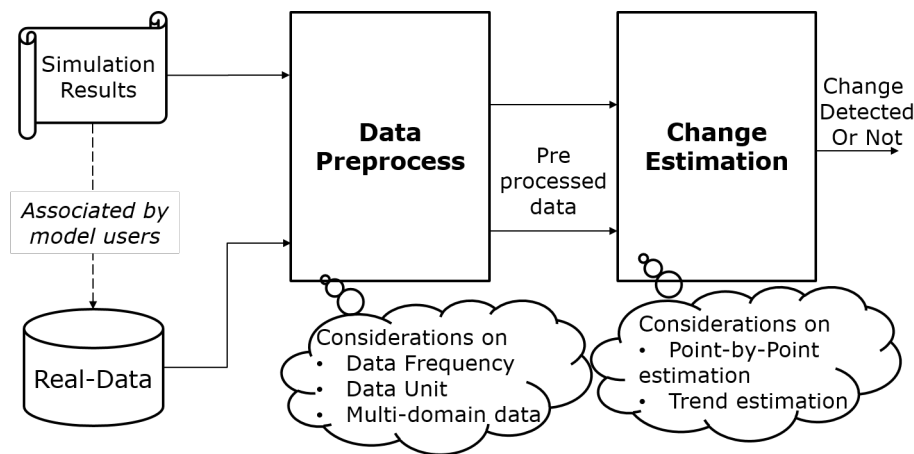 Simulation
Results
Associated by
model users
Real-Data
Data
Preprocess
Considerations on
• Data Frequency
• Data Unit
• Multi-domain data
Pre
processed
data
Change
Estimation
Considerations on
• Point-by-Point
estimation
• Trend estimation
Change
Detected
Or Not